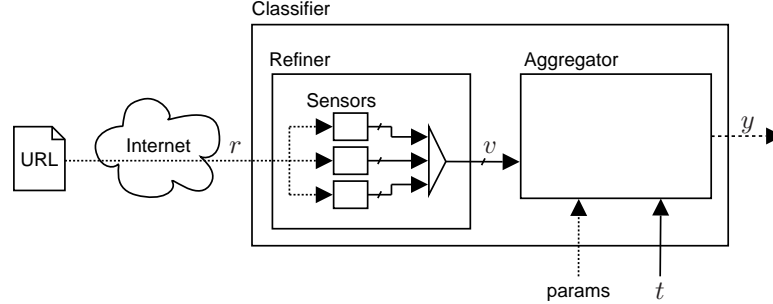 Classifier
Refiner
Aggregator
Sensors
URL
Internet
r
v
y
params
t